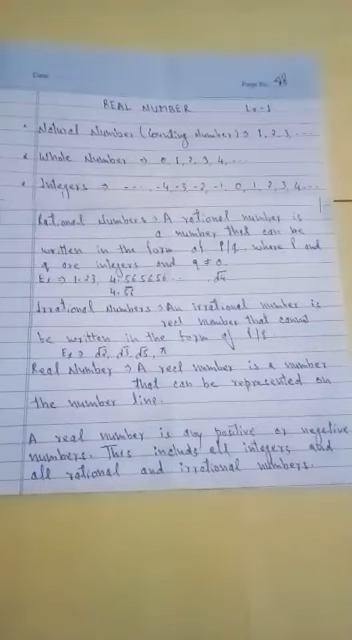 Date:
Page No. 48
REAL NUMBER Lx-1
• Natural Number (Counting Number) ⇒ 1, 2, 3, ....
• Whole Number ⇒ 0, 1, 2, 3, 4, ....
• Integers ⇒ .... -4, -3, -2, -1, 0, 1, 2, 3, 4 ....
Rational Numbers ⇒ A rational number is
a number that can be
written in the form of P/q where P and
q are integers and q ≠ 0.
Ex ⇒ 1.23, 4.565656 ... √4
Irrational Numbers ⇒ An irrational number is
real number that cannot
be written in the form of P/q
Ex ⇒ √2, √3, √5, π
Real Number ⇒ A real number is a number
that can be represented on
the number line.
A real number is any positive or negative
numbers. This includs all integers and
all rational and irrational numbers.